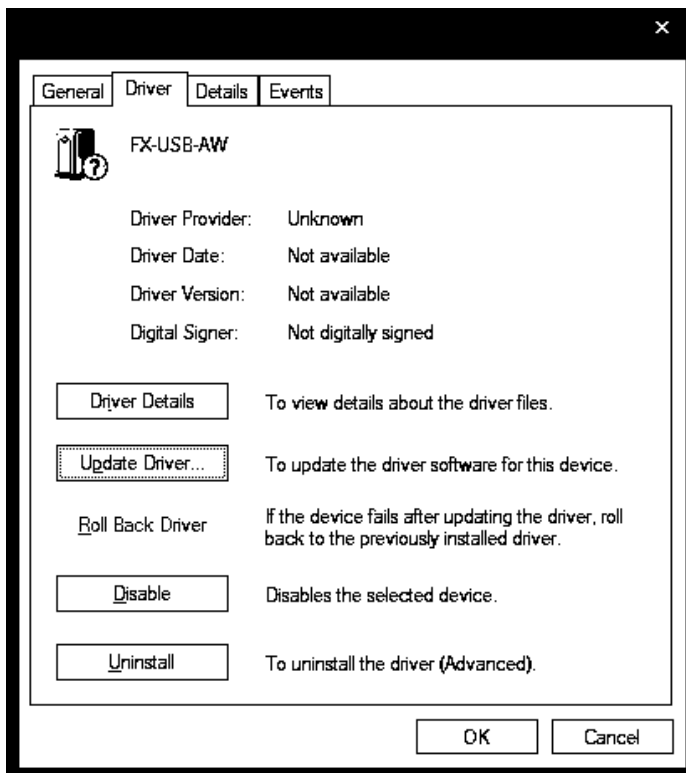 General Driver Details Events
FX-USB-AW
Driver Provider: Unknown
Driver Date: Not available
Driver Version: Not available
Digital Signer: Not digitally signed
Driver Details To view details about the driver files.
Update Driver... To update the driver software for this device.
Roll Back Driver If the device fails after updating the driver, roll
back to the previously installed driver.
Disable Disables the selected device.
Uninstall To uninstall the driver (Advanced).
OK Cancel